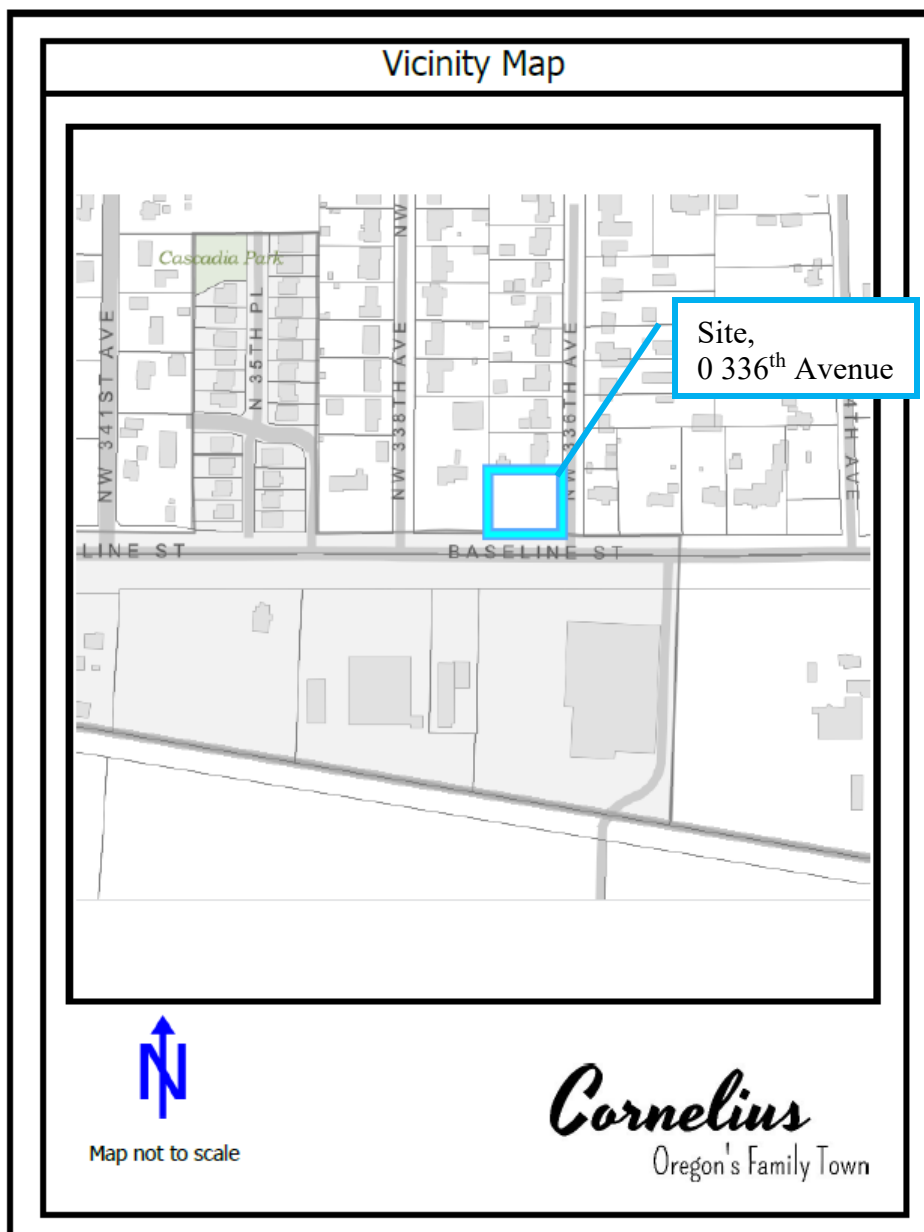 Vicinity Map
Cascadia Park
NW 341ST AVE
N 35TH PL
NW 338TH AVE
NW
NW 336TH AVE
Site,
0 336th Avenue
4TH AVE
LINE ST
BASELINE ST
N
Map not to scale
Cornelius
Oregon's Family Town